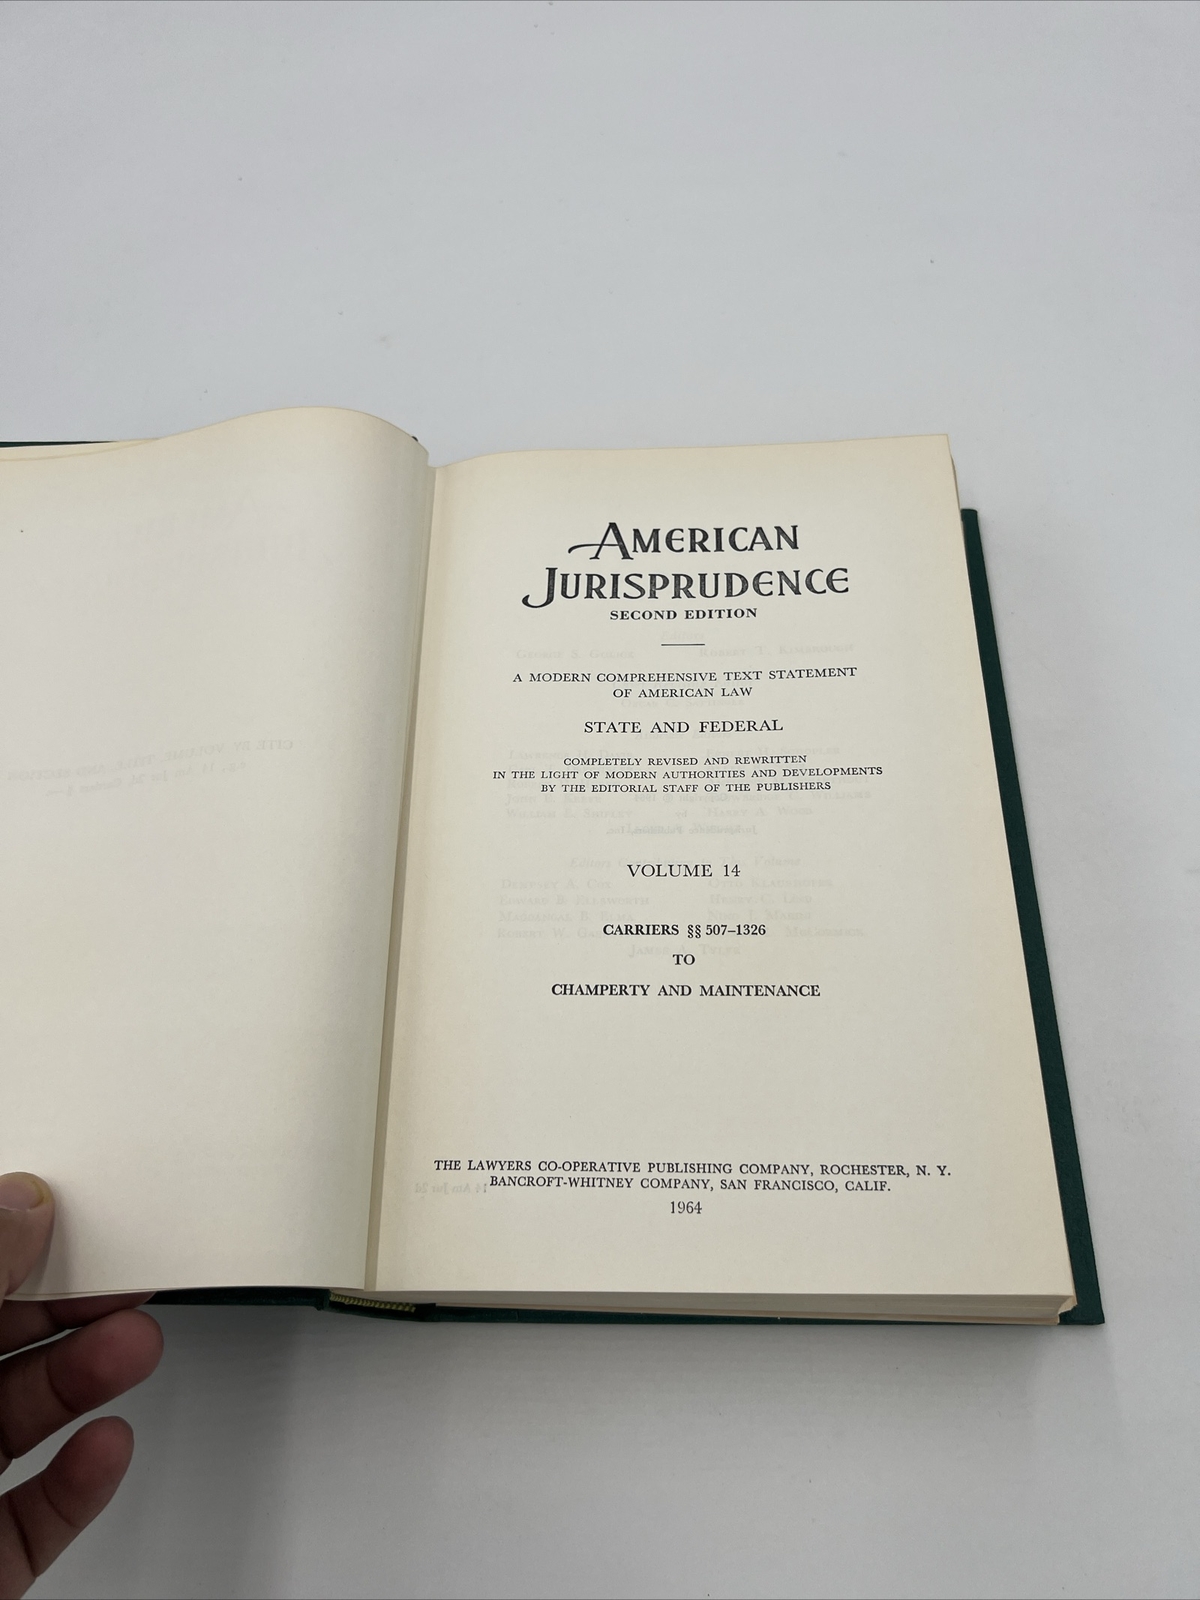 AMERICAN
JURISPRUDENCE
SECOND EDITION
A MODERN COMPREHENSIVE TEXT STATEMENT
OF AMERICAN LAW
STATE AND FEDERAL
COMPLETELY REVISED AND REWRITTEN
IN THE LIGHT OF MODERN AUTHORITIES AND DEVELOPMENTS
BY THE EDITORIAL STAFF OF THE PUBLISHERS
VOLUME 14
CARRIERS §§ 507–1326
TO
CHAMPERTY AND MAINTENANCE
THE LAWYERS CO-OPERATIVE PUBLISHING COMPANY, ROCHESTER, N. Y.
BANCROFT-WHITNEY COMPANY, SAN FRANCISCO, CALIF.
1964